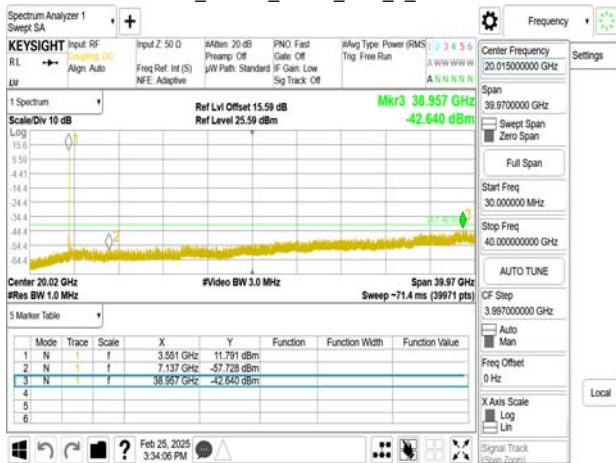 Spectrum Analyzer 1
Swept SA
+
Frequency
KEYSIGHT
RL
Input: RF
Coupling: DC
Align: Auto
Input Z: 50 Ω
Freq Ref: Int (S)
NFE: Adaptive
#Atten: 20 dB
Preamp: Off
µW Path: Standard
PNO: Fast
Gate: Off
IF Gain: Low
Sig Track: Off
#Avg Type: Power (RMS)
Trig: Free Run
1 2 3 4 5 6
A W W W W W
A N N N N N
1 Spectrum
Scale/Div 10 dB
Ref Lvl Offset 15.59 dB
Ref Level 25.59 dBm
Mkr3 38.957 GHz
-42.640 dBm
Log
15.6
5.59
-4.41
-14.4
-24.4
-34.4
-44.4
-54.4
-64.4
1
2
3
Center 20.02 GHz
#Res BW 1.0 MHz
#Video BW 3.0 MHz
Span 39.97 GHz
Sweep ~71.4 ms (39971 pts)
5 Marker Table
Mode Trace Scale X Y Function Function Width Function Value
1 N 1 f 3.551 GHz 11.791 dBm
2 N 1 f 7.137 GHz -57.728 dBm
3 N 1 f 38.957 GHz -42.640 dBm
4
5
6
Feb 25, 2025
3:34:06 PM
?
Center Frequency
20.015000000 GHz
Span
39.9700000 GHz
Swept Span
Zero Span
Full Span
Start Freq
30.000000 MHz
Stop Freq
40.000000000 GHz
AUTO TUNE
CF Step
3.997000000 GHz
Auto
Man
Freq Offset
0 Hz
X Axis Scale
Log
Lin
Signal Track
(Span Zoom)
Settings
Local